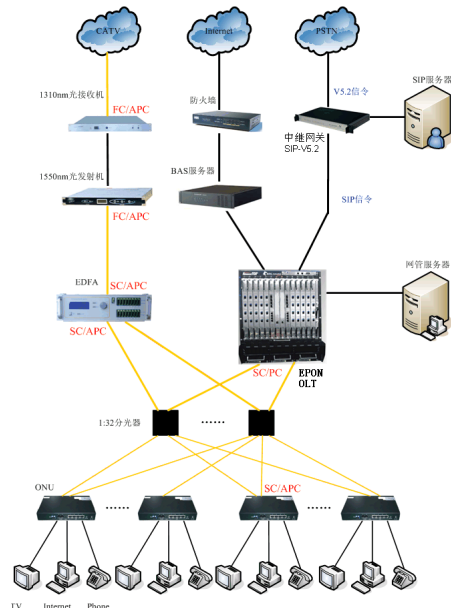 CATV
Internet
PSTN
1310nm光接收机
FC/APC
防火墙
V5.2信令
SIP服务器
中继网关
SIP-V5.2
1550nm光发射机
FC/APC
BAS服务器
SIP信令
EDFA
SC/APC
SC/APC
网管服务器
SC/PC
EPON
OLT
1:32分光器
......
ONU
SC/APC
......
......
TV
Internet
Phone